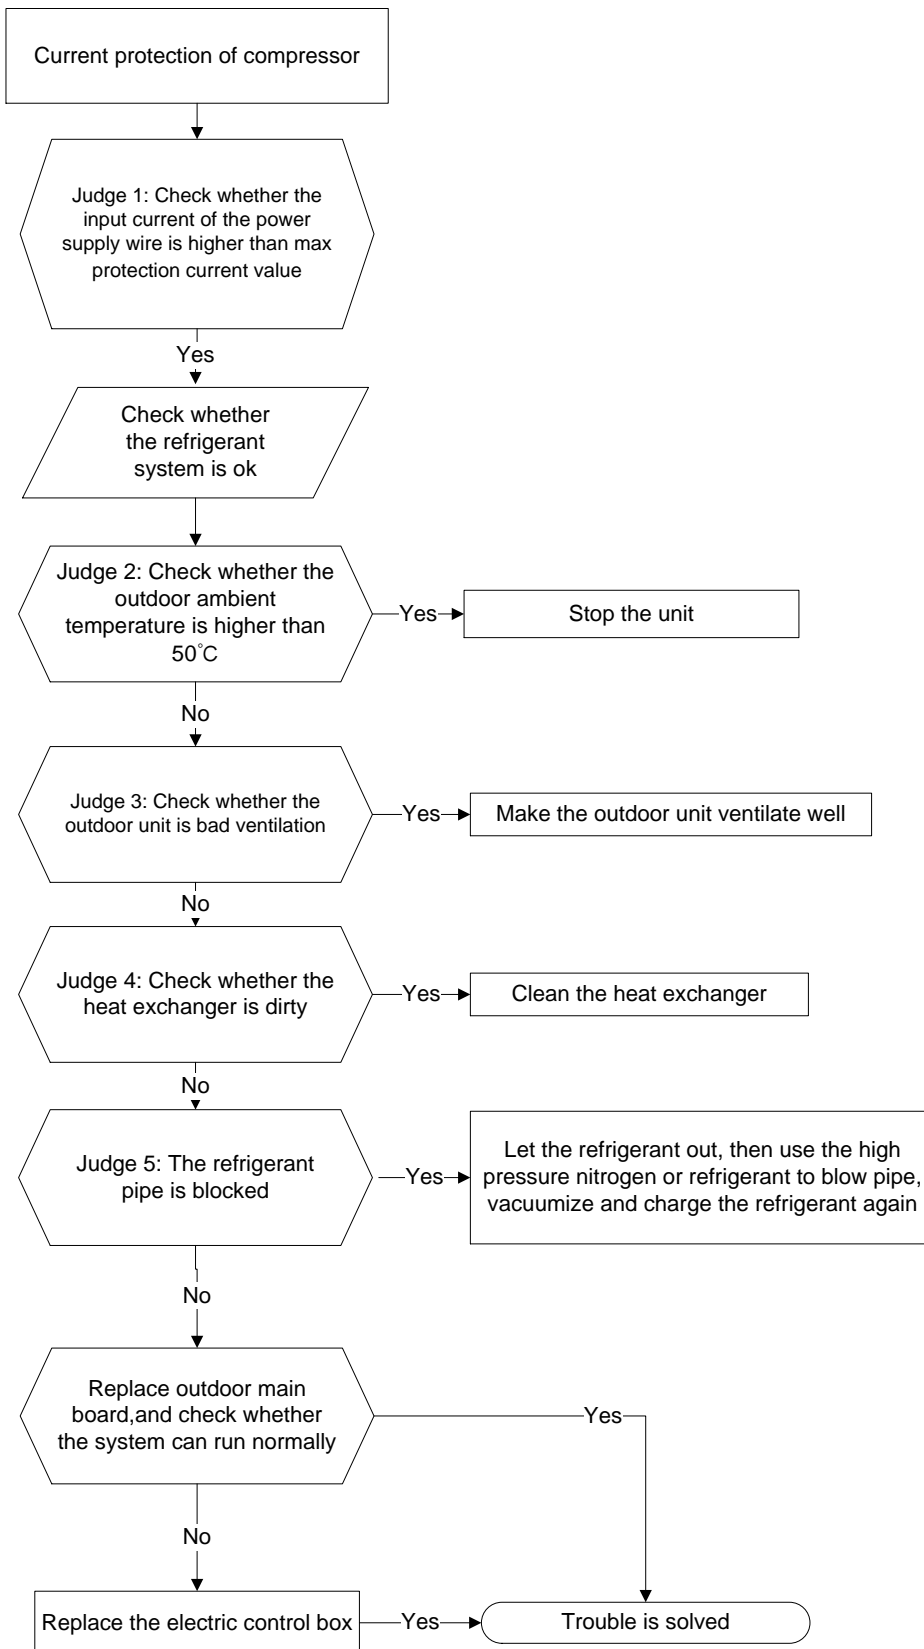 Current protection of compressor
Judge 1: Check whether the
input current of the power
supply wire is higher than max
protection current value
Yes
Check whether
the refrigerant
system is ok
Judge 2: Check whether the
outdoor ambient
temperature is higher than
50°C
Yes
Stop the unit
No
Judge 3: Check whether the
outdoor unit is bad ventilation
Yes
Make the outdoor unit ventilate well
No
Judge 4: Check whether the
heat exchanger is dirty
Yes
Clean the heat exchanger
No
Judge 5: The refrigerant
pipe is blocked
Yes
Let the refrigerant out, then use the high
pressure nitrogen or refrigerant to blow pipe,
vacuumize and charge the refrigerant again
No
Replace outdoor main
board,and check whether
the system can run normally
Yes
No
Replace the electric control box
Yes
Trouble is solved